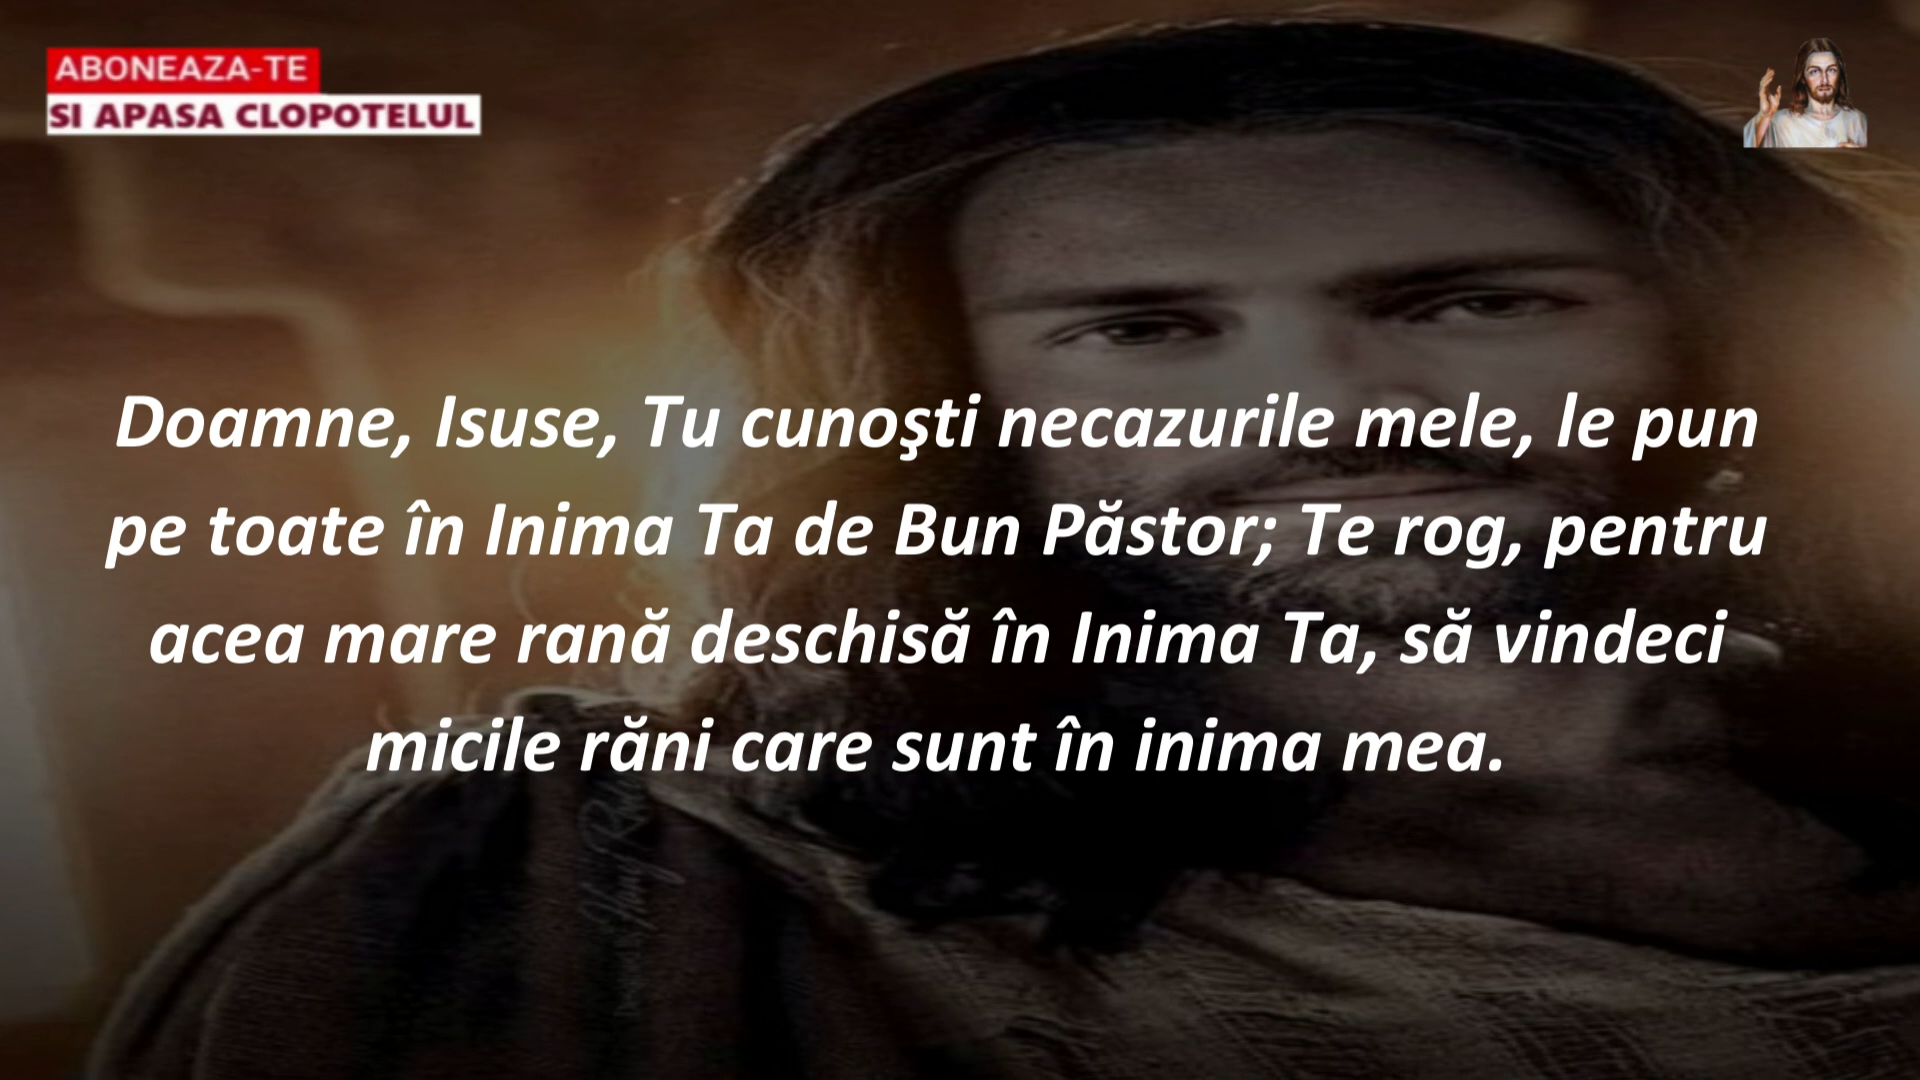 ABONEAZA-TE
SI APASA CLOPOTELUL
Doamne, Isuse, Tu cunoşti necazurile mele, le pun
pe toate în Inima Ta de Bun Păstor; Te rog, pentru
acea mare rană deschisă în Inima Ta, să vindeci
micile răni care sunt în inima mea.